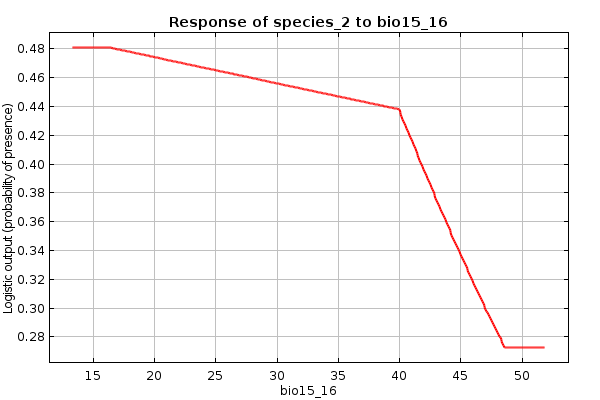 Response of species_2 to bio15_16
Logistic output (probability of presence)
0.48
0.46
0.44
0.42
0.40
0.38
0.36
0.34
0.32
0.30
0.28
15 20 25 30 35 40 45 50
bio15_16